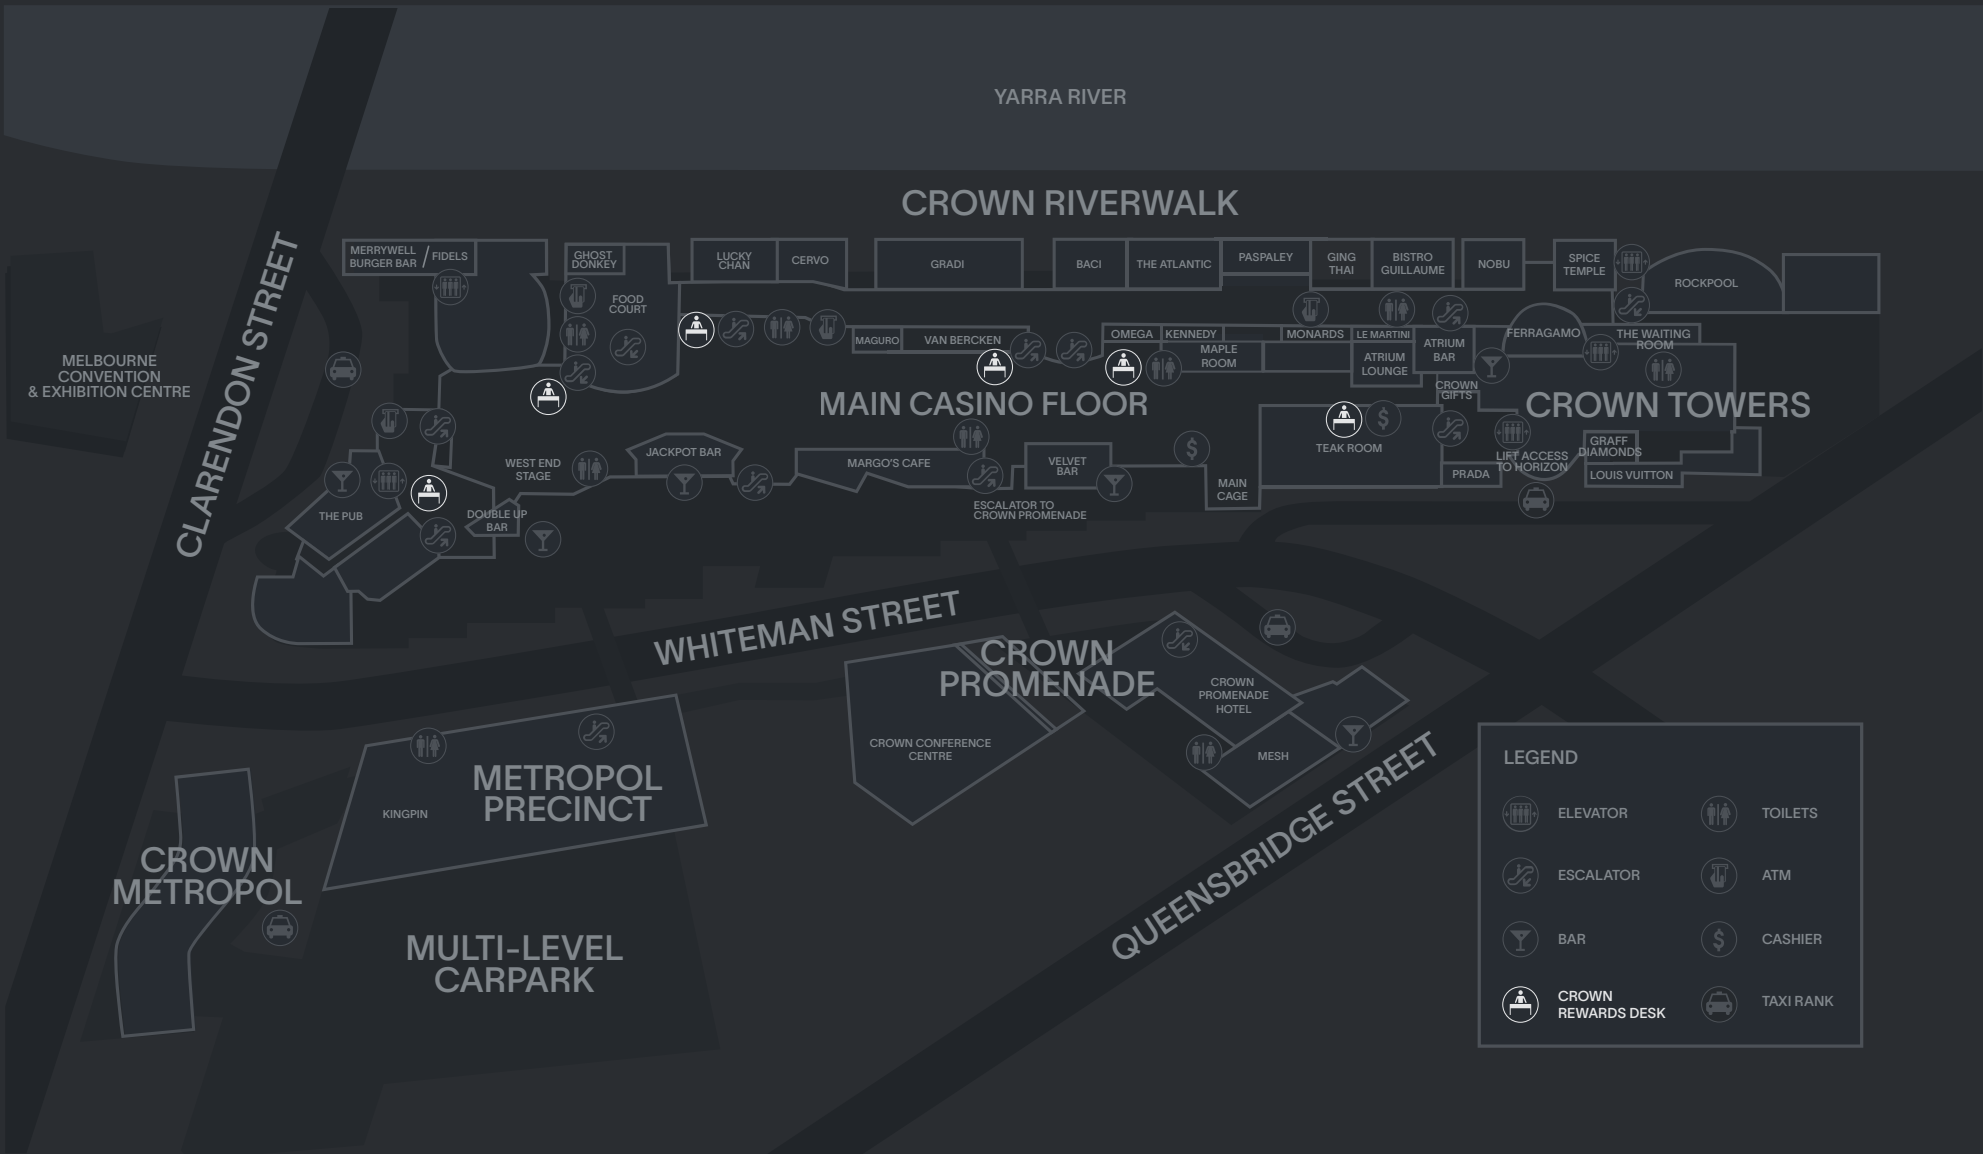 YARRA RIVER
CROWN RIVERWALK
CLARENDON STREET
MELBOURNE
CONVENTION
& EXHIBITION CENTRE
MERRYWELL
BURGER BAR / FIDELS
GHOST
DONKEY
FOOD
COURT
LUCKY
CHAN
CERVO
GRADI
BACI
THE ATLANTIC
PASPALEY
GING
THAI
BISTRO
GUILLAUME
NOBU
SPICE
TEMPLE
ROCKPOOL
MAGURO
VAN BERCKEN
OMEGA
KENNEDY
MAPLE
ROOM
MONARDS
LE MARTINI
ATRIUM
LOUNGE
ATRIUM
BAR
FERRAGAMO
THE WAITING
ROOM
CROWN
GIFTS
MAIN CASINO FLOOR
CROWN TOWERS
WEST END
STAGE
JACKPOT BAR
MARGO'S CAFE
VELVET
BAR
MAIN
CAGE
TEAK ROOM
PRADA
LIFT ACCESS
TO HORIZON
GRAFF
DIAMONDS
LOUIS VUITTON
THE PUB
DOUBLE UP
BAR
ESCALATOR TO
CROWN PROMENADE
WHITEMAN STREET
CROWN
PROMENADE
CROWN
PROMENADE
HOTEL
CROWN CONFERENCE
CENTRE
MESH
QUEENSBRIDGE STREET
METROPOL
PRECINCT
KINGPIN
CROWN
METROPOL
MULTI-LEVEL
CARPARK
LEGEND
ELEVATOR
TOILETS
ESCALATOR
ATM
BAR
$ CASHIER
CROWN
REWARDS DESK
TAXI RANK